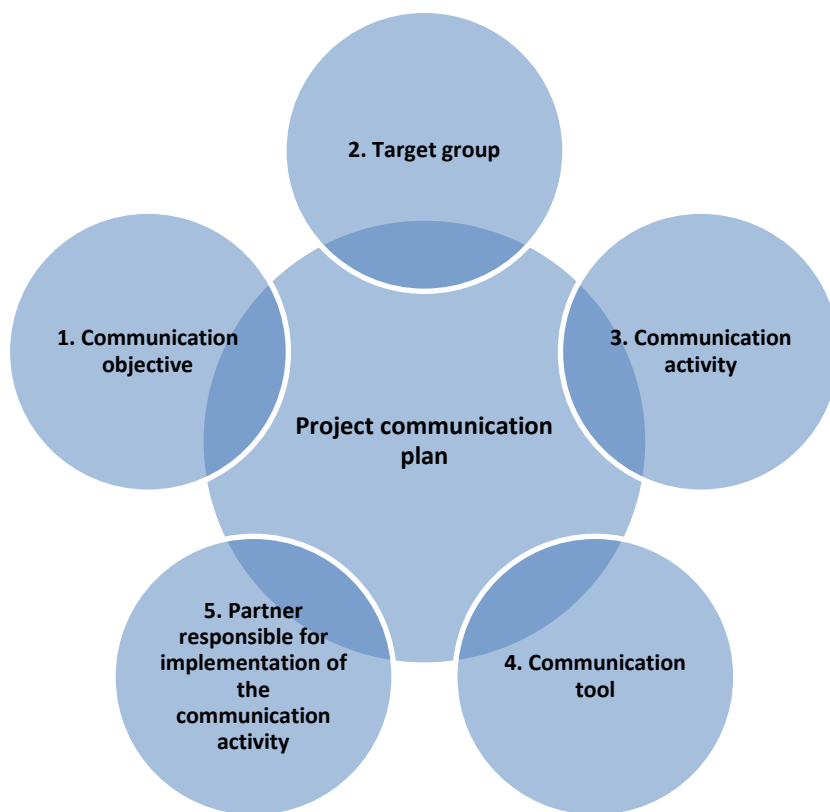 2. Target group
1. Communication
objective
3. Communication
activity
Project communication
plan
5. Partner
responsible for
implementation of
the
communication
activity
4. Communication
tool